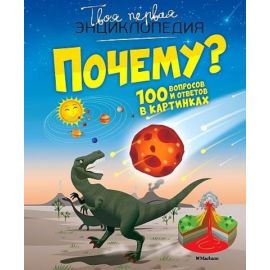 Твоя первая
ЭНЦИКЛОПЕДИЯ
ПОЧЕМУ?
100 ВОПРОСОВ
И ОТВЕТОВ
В КАРТИНКАХ
Махаон